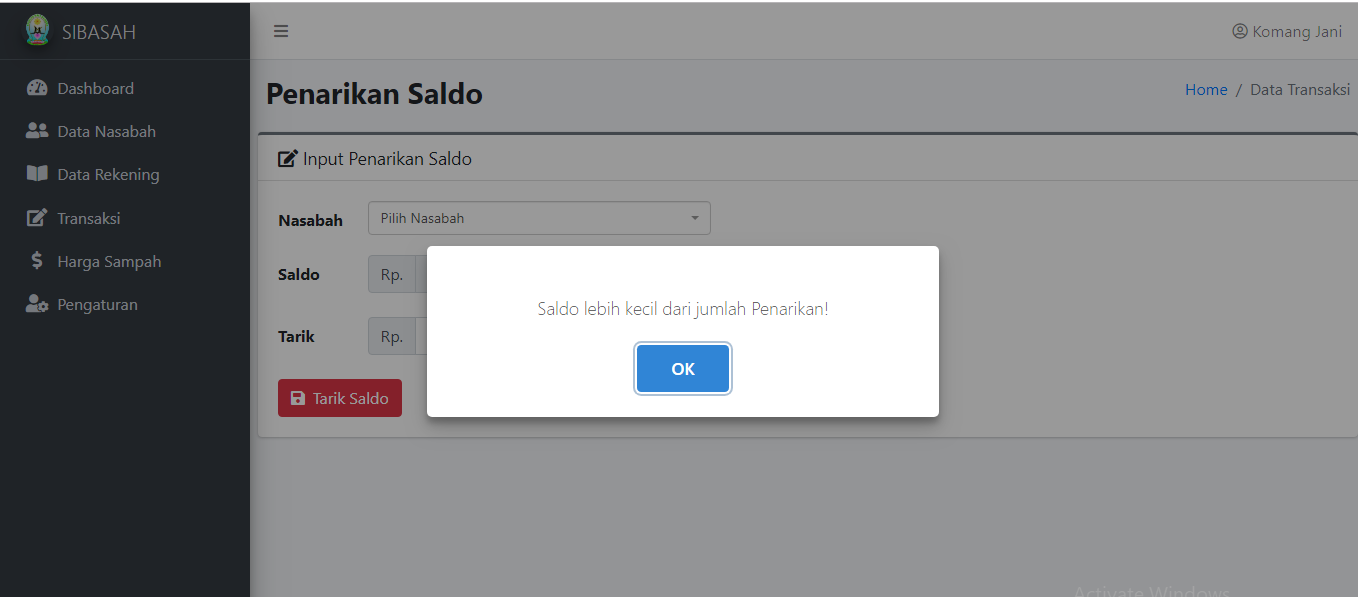 SIBASAH
Komang Jani
Dashboard
Data Nasabah
Data Rekening
Transaksi
Harga Sampah
Pengaturan
Penarikan Saldo
Home / Data Transaksi
Input Penarikan Saldo
Nasabah Pilih Nasabah
Saldo Rp.
Tarik Rp.
Tarik Saldo
Saldo lebih kecil dari jumlah Penarikan!
OK
Activate Windows